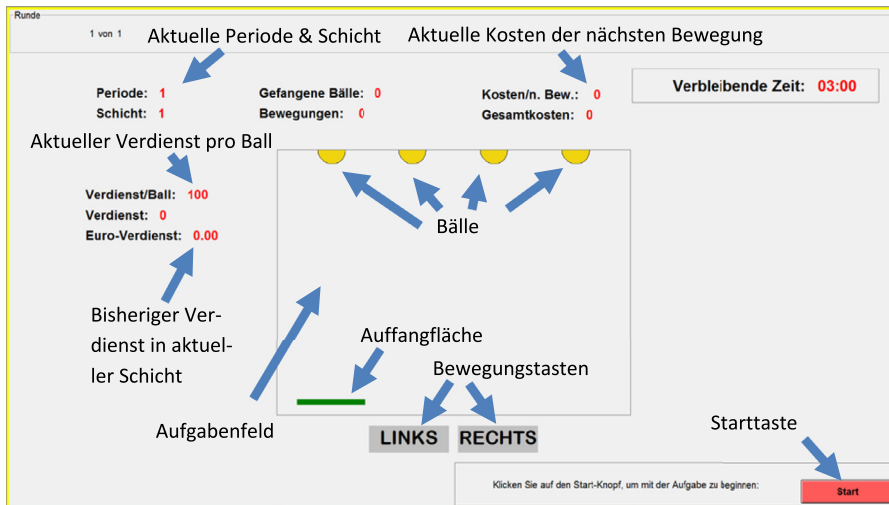 Runde
1 von 1
Aktuelle Periode & Schicht
Aktuelle Kosten der nächsten Bewegung
Periode: 1
Gefangene Bälle: 0
Kosten/n. Bew.: 0
Verbleibende Zeit: 03:00
Schicht: 1
Bewegungen: 0
Gesamtkosten: 0
Aktueller Verdienst pro Ball
Verdienst/Ball: 100
Verdienst: 0
Euro-Verdienst: 0.00
Bälle
Bisheriger Ver-
dienst in aktuel-
ler Schicht
Auffangfläche
Bewegungstasten
Aufgabenfeld
LINKS
RECHTS
Starttaste
Klicken Sie auf den Start-Knopf, um mit der Aufgabe zu beginnen:
Start